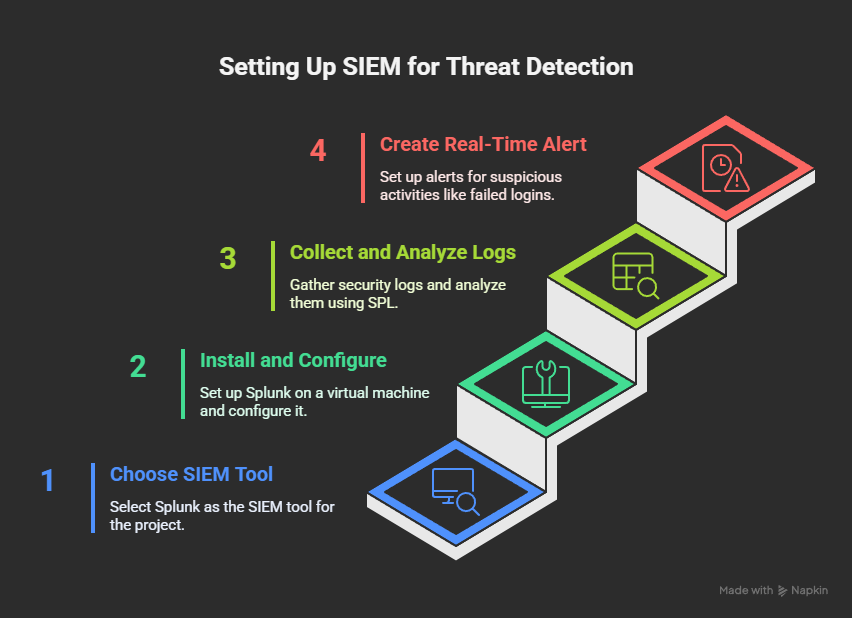 Setting Up SIEM for Threat Detection
4
Create Real-Time Alert
Set up alerts for suspicious
activities like failed logins.
3
Collect and Analyze Logs
Gather security logs and analyze
them using SPL.
2
Install and Configure
Set up Splunk on a virtual machine
and configure it.
1
Choose SIEM Tool
Select Splunk as the SIEM tool for
the project.
Made with Napkin